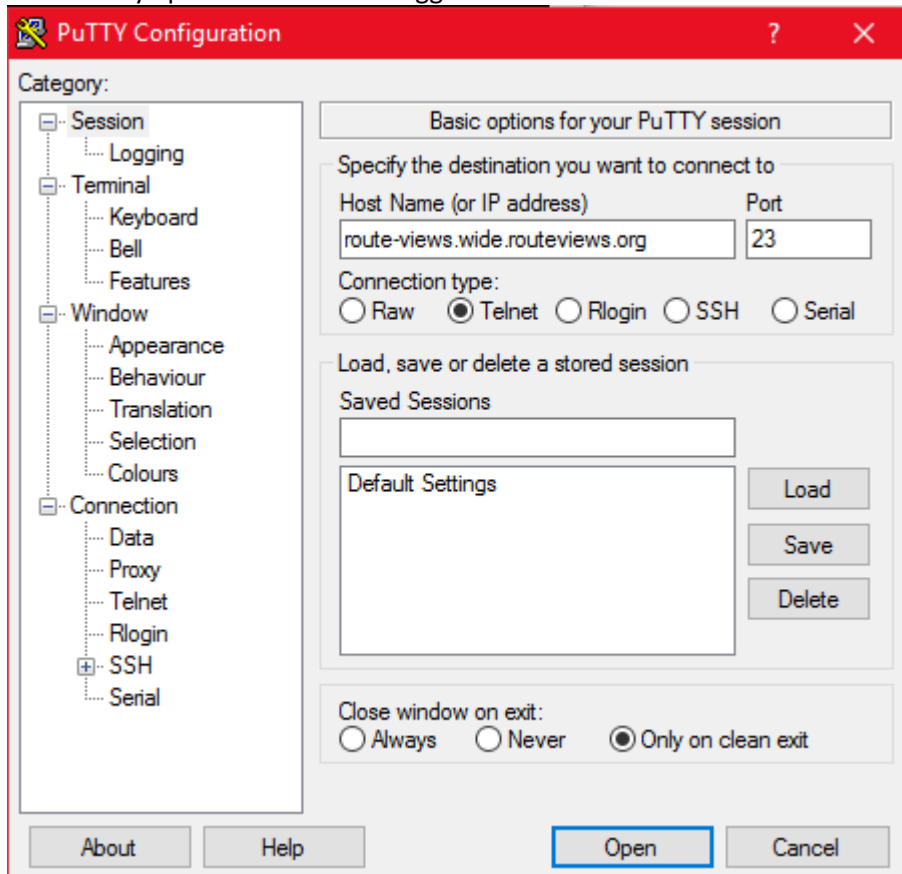 PuTTY Configuration
?
Category:
Session
Logging
Terminal
Keyboard
Bell
Features
Window
Appearance
Behaviour
Translation
Selection
Colours
Connection
Data
Proxy
Telnet
Rlogin
SSH
Serial
Basic options for your PuTTY session
Specify the destination you want to connect to
Host Name (or IP address) Port
route-views.wide.routeviews.org 23
Connection type:
Raw Telnet Rlogin SSH Serial
Load, save or delete a stored session
Saved Sessions
Default Settings
Load
Save
Delete
Close window on exit:
Always Never Only on clean exit
About Help Open Cancel